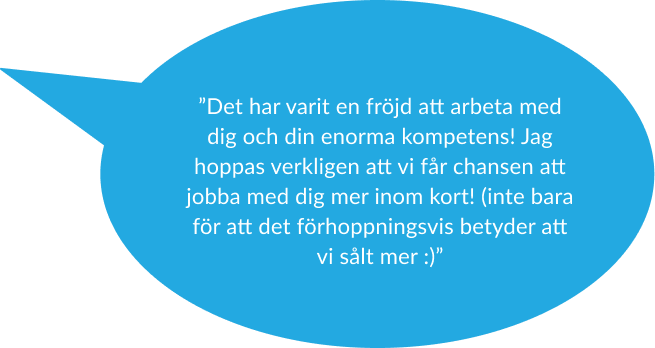 ”Det har varit en fröjd att arbeta med
dig och din enorma kompetens! Jag
hoppas verkligen att vi får chansen att
jobba med dig mer inom kort! (inte bara
för att det förhoppningsvis betyder att
vi sålt mer :)”